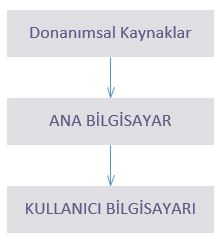 Donanımsal Kaynaklar
ANA BİLGİSAYAR
KULLANICI BİLGİSAYARI